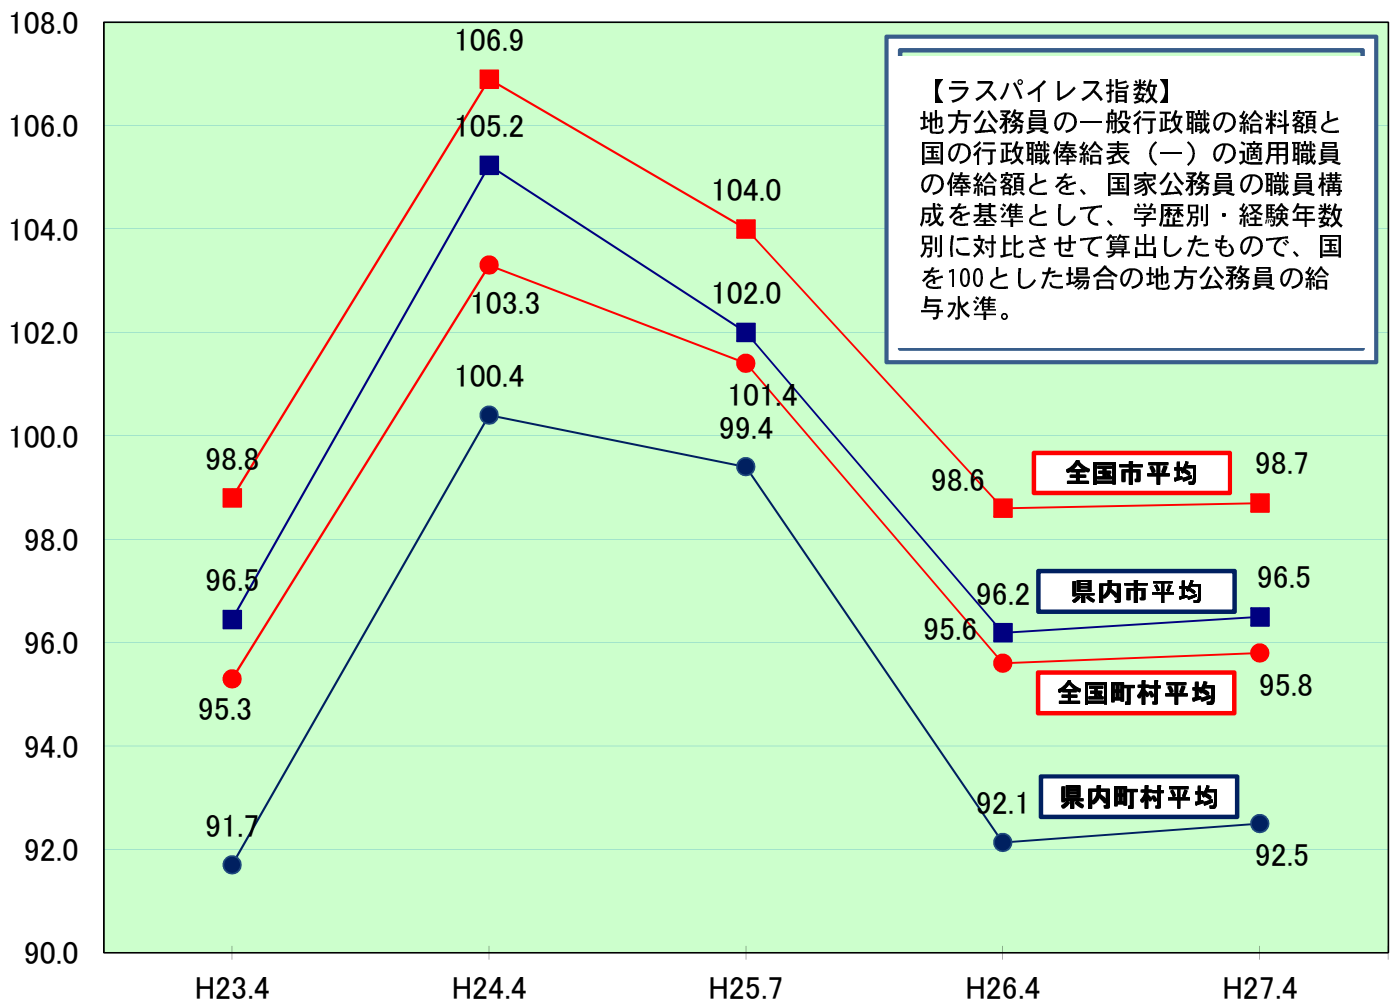 108.0
106.0
104.0
102.0
100.0
98.0
96.0
94.0
92.0
90.0
【ラスパイレス指数】
地方公務員の一般行政職の給料額と
国の行政職俸給表（一）の適用職員
の俸給額とを、国家公務員の職員構
成を基準として、学歴別・経験年数
別に対比させて算出したもので、国
を100とした場合の地方公務員の給
与水準。
106.9
105.2
104.0
102.0
103.3
100.4
101.4
99.4
98.8
98.6
全国市平均
98.7
96.5
96.2
県内市平均
96.5
95.6
95.3
全国町村平均
95.8
91.7
92.1
県内町村平均
92.5
H23.4
H24.4
H25.7
H26.4
H27.4